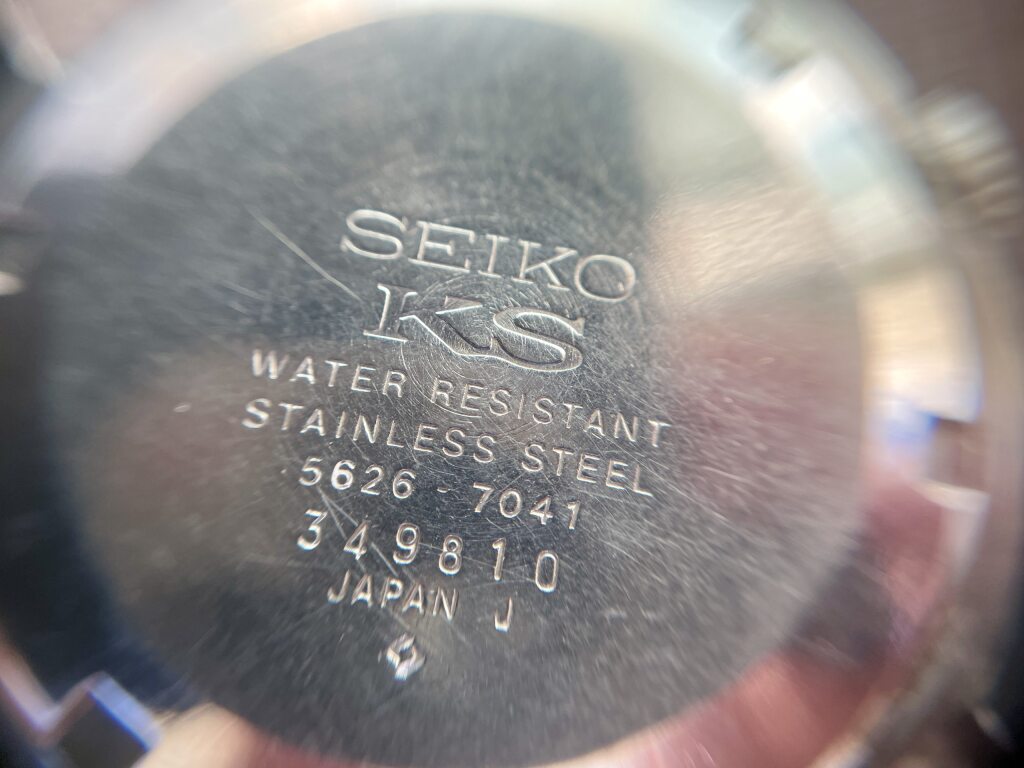 SEIKO
KS
WATER RESISTANT
STAINLESS STEEL
5626-7041
349810
JAPAN J